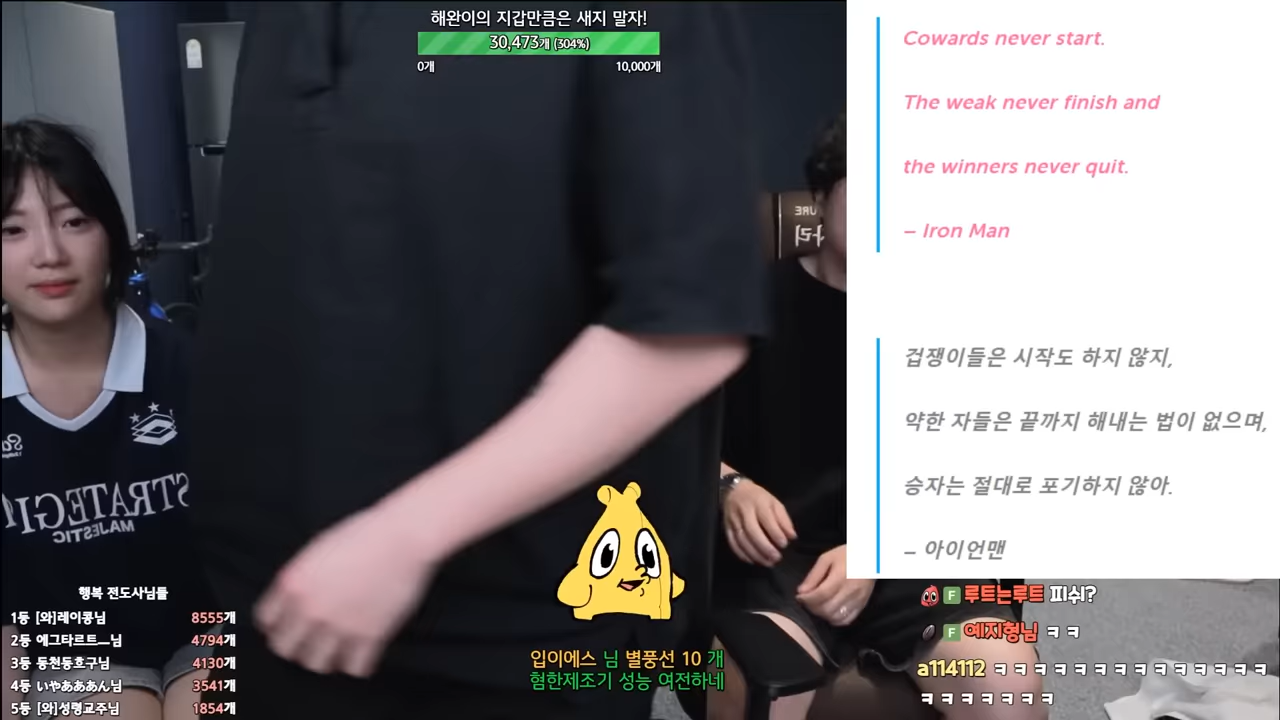 해완이의 지갑만큼은 새지 말자!
30,473개 (304%)
0개
10,000개
Cowards never start.
The weak never finish and
the winners never quit.
– Iron Man
겁쟁이들은 시작도 하지 않지,
약한 자들은 끝까지 해내는 법이 없으며,
승자는 절대로 포기하지 않아.
– 아이언맨
STRATEGI
MAJESTIC
행복 전도사님들
1등 [와]레이콩님 8555개
2등 에그타르트ㅡ님 4794개
3등 동천동호구님 4130개
4등 いやあああん님 3541개
5등 [와]성령교주님 1854개
입이에스 님 별풍선 10 개
혐한제조기 성능 여전하네
F 루트는루트 피쉬?
F 예지형님 ㅋㅋ
a114112 ㅋㅋㅋㅋㅋㅋㅋㅋㅋㅋㅋㅋㅋㅋ
ㅋㅋㅋㅋㅋㅋㅋ